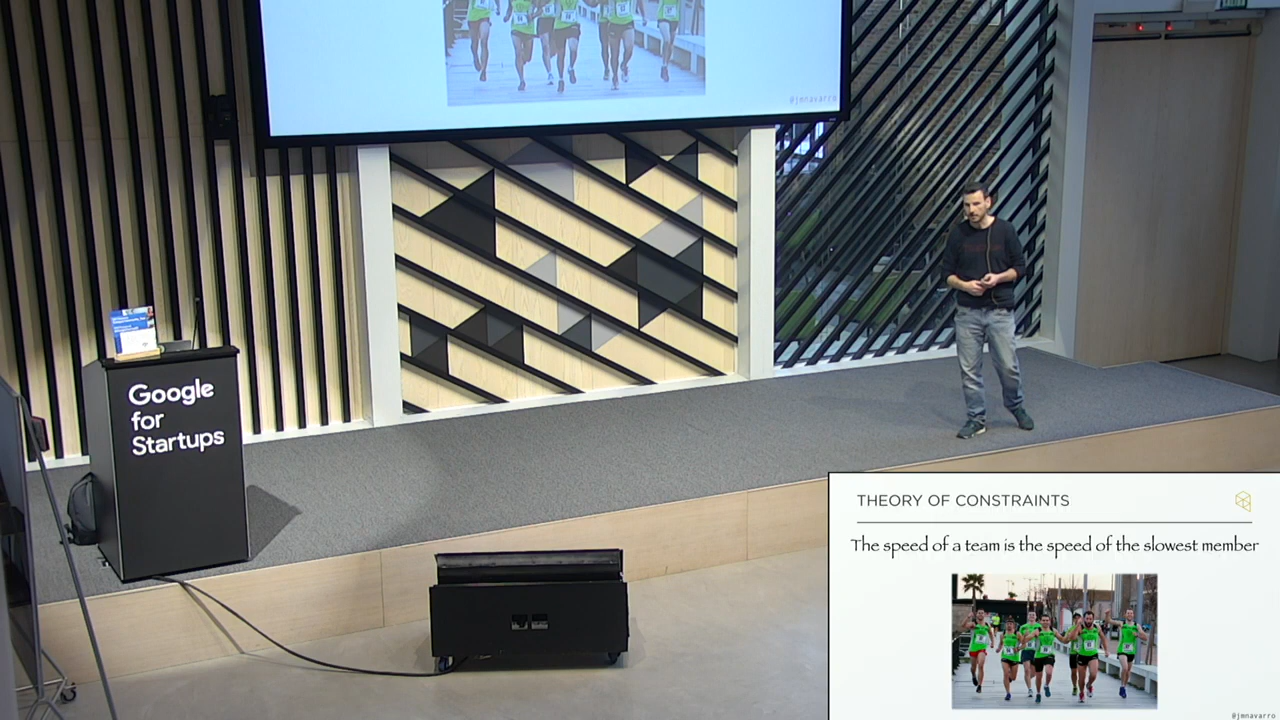 @jmnavarro
Google
for
Startups
THEORY OF CONSTRAINTS
The speed of a team is the speed of the slowest member
@jmnavarro